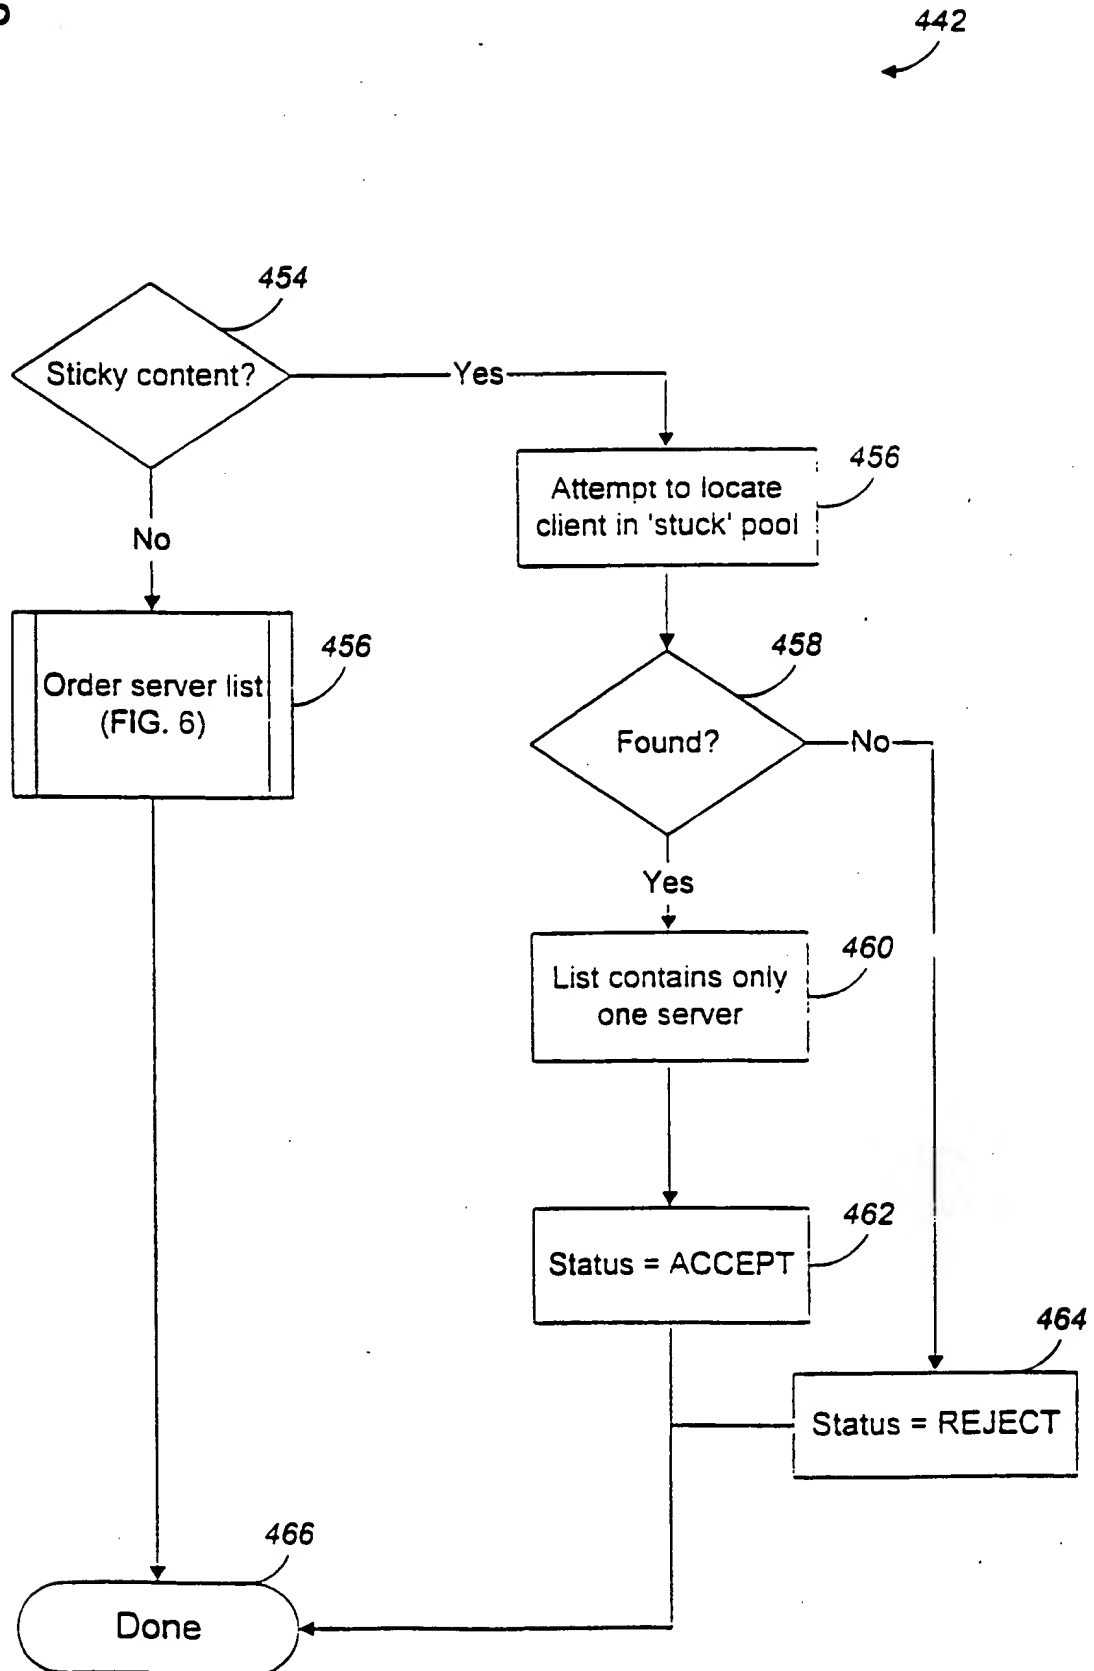 442
454
Sticky content?
Yes
456
Attempt to locate
client in 'stuck' pool
No
456
Order server list
(FIG. 6)
458
Found?
No
Yes
460
List contains only
one server
462
Status = ACCEPT
464
Status = REJECT
466
Done